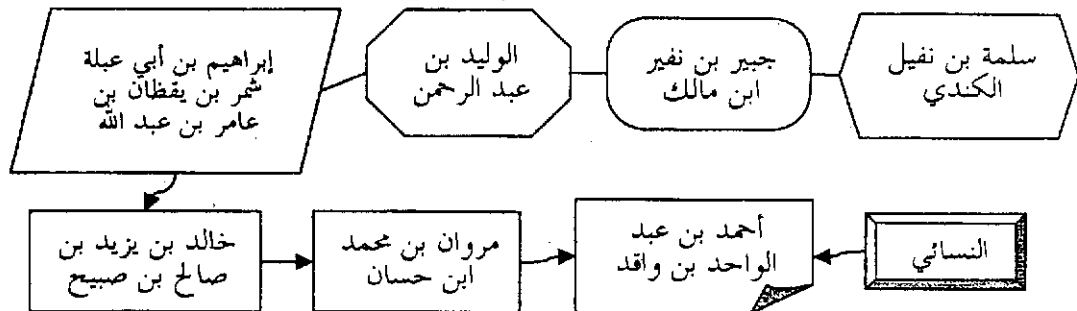 سلمة بن نفيل
الكندي
جبير بن نفير
ابن مالك
الوليد بن
عبد الرحمن
إبراهيم بن أبي عبلة
شمر بن يقظان بن
عامر بن عبد الله
خالد بن يزيد بن
صالح بن صبيح
مروان بن محمد
ابن حسان
أحمد بن عبد
الواحد بن واقد
النسائي